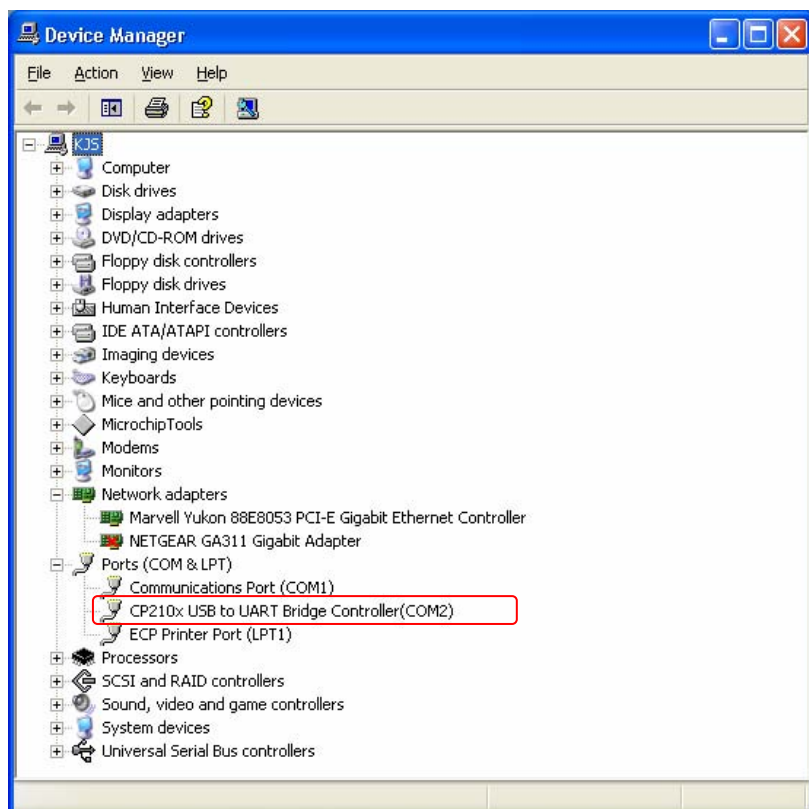 Device Manager
File Action View Help
KJS
Computer
Disk drives
Display adapters
DVD/CD-ROM drives
Floppy disk controllers
Floppy disk drives
Human Interface Devices
IDE ATA/ATAPI controllers
Imaging devices
Keyboards
Mice and other pointing devices
MicrochipTools
Modems
Monitors
Network adapters
Marvell Yukon 88E8053 PCI-E Gigabit Ethernet Controller
NETGEAR GA311 Gigabit Adapter
Ports (COM & LPT)
Communications Port (COM1)
CP210x USB to UART Bridge Controller(COM2)
ECP Printer Port (LPT1)
Processors
SCSI and RAID controllers
Sound, video and game controllers
System devices
Universal Serial Bus controllers